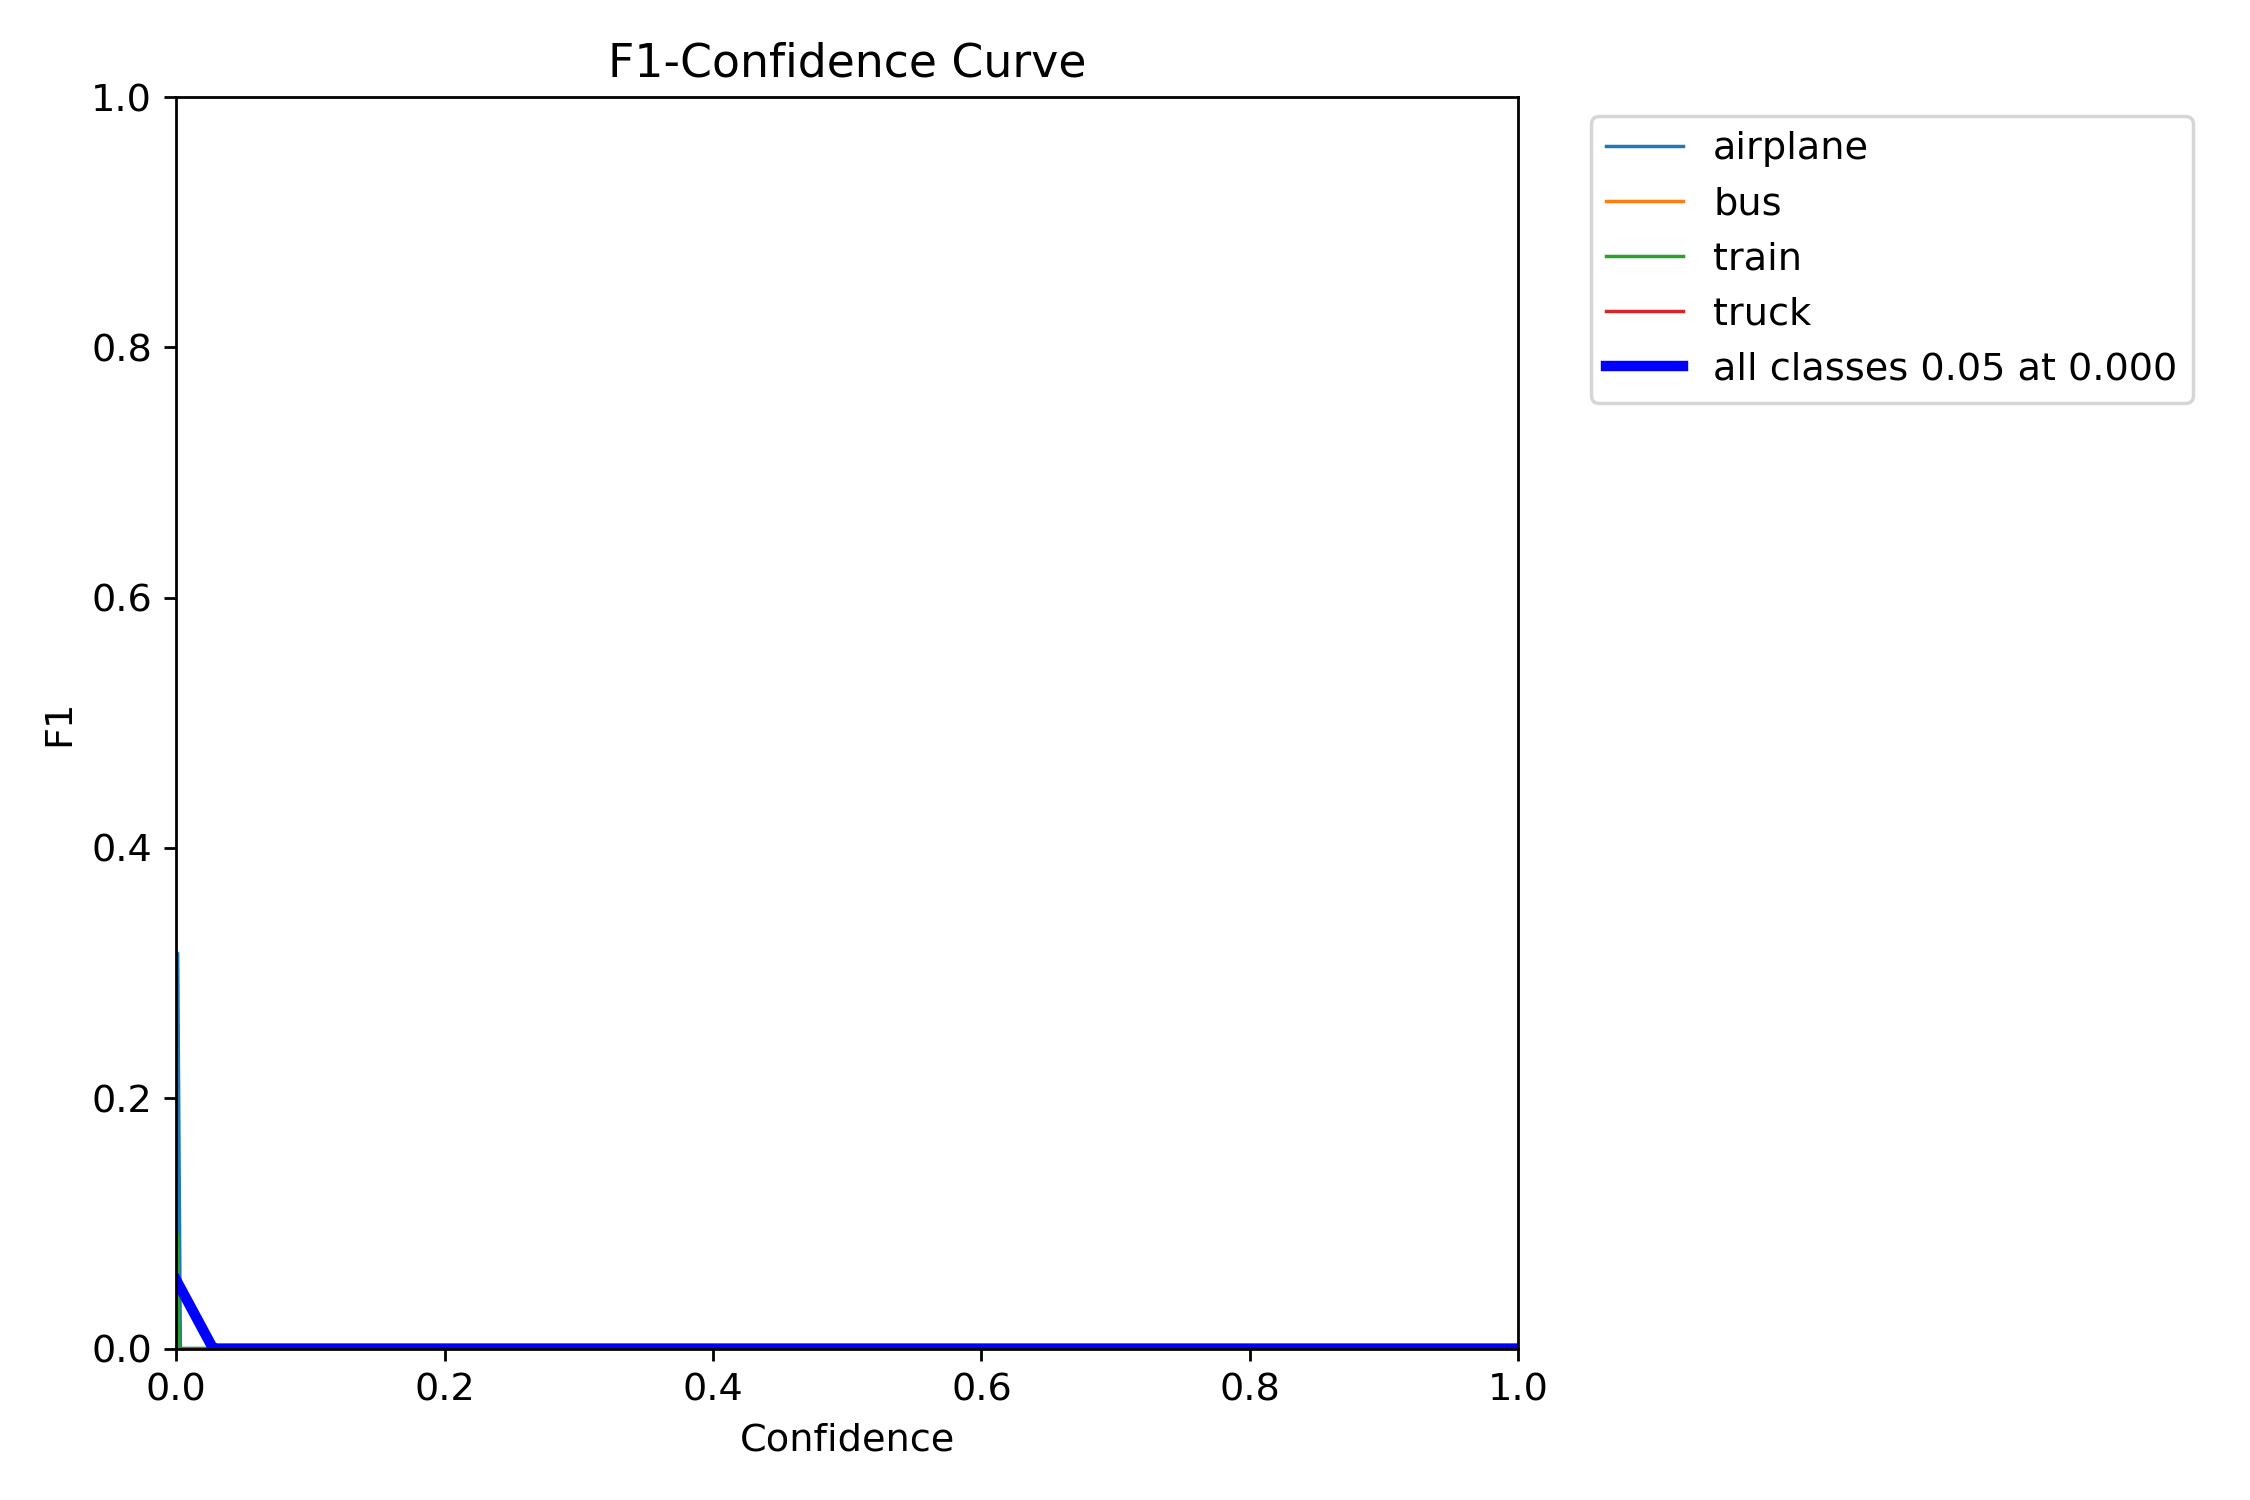 F1-Confidence Curve
1.0
0.8
0.6
0.4
0.2
0.0
F1
0.0 0.2 0.4 0.6 0.8 1.0
Confidence
airplane
bus
train
truck
all classes 0.05 at 0.000